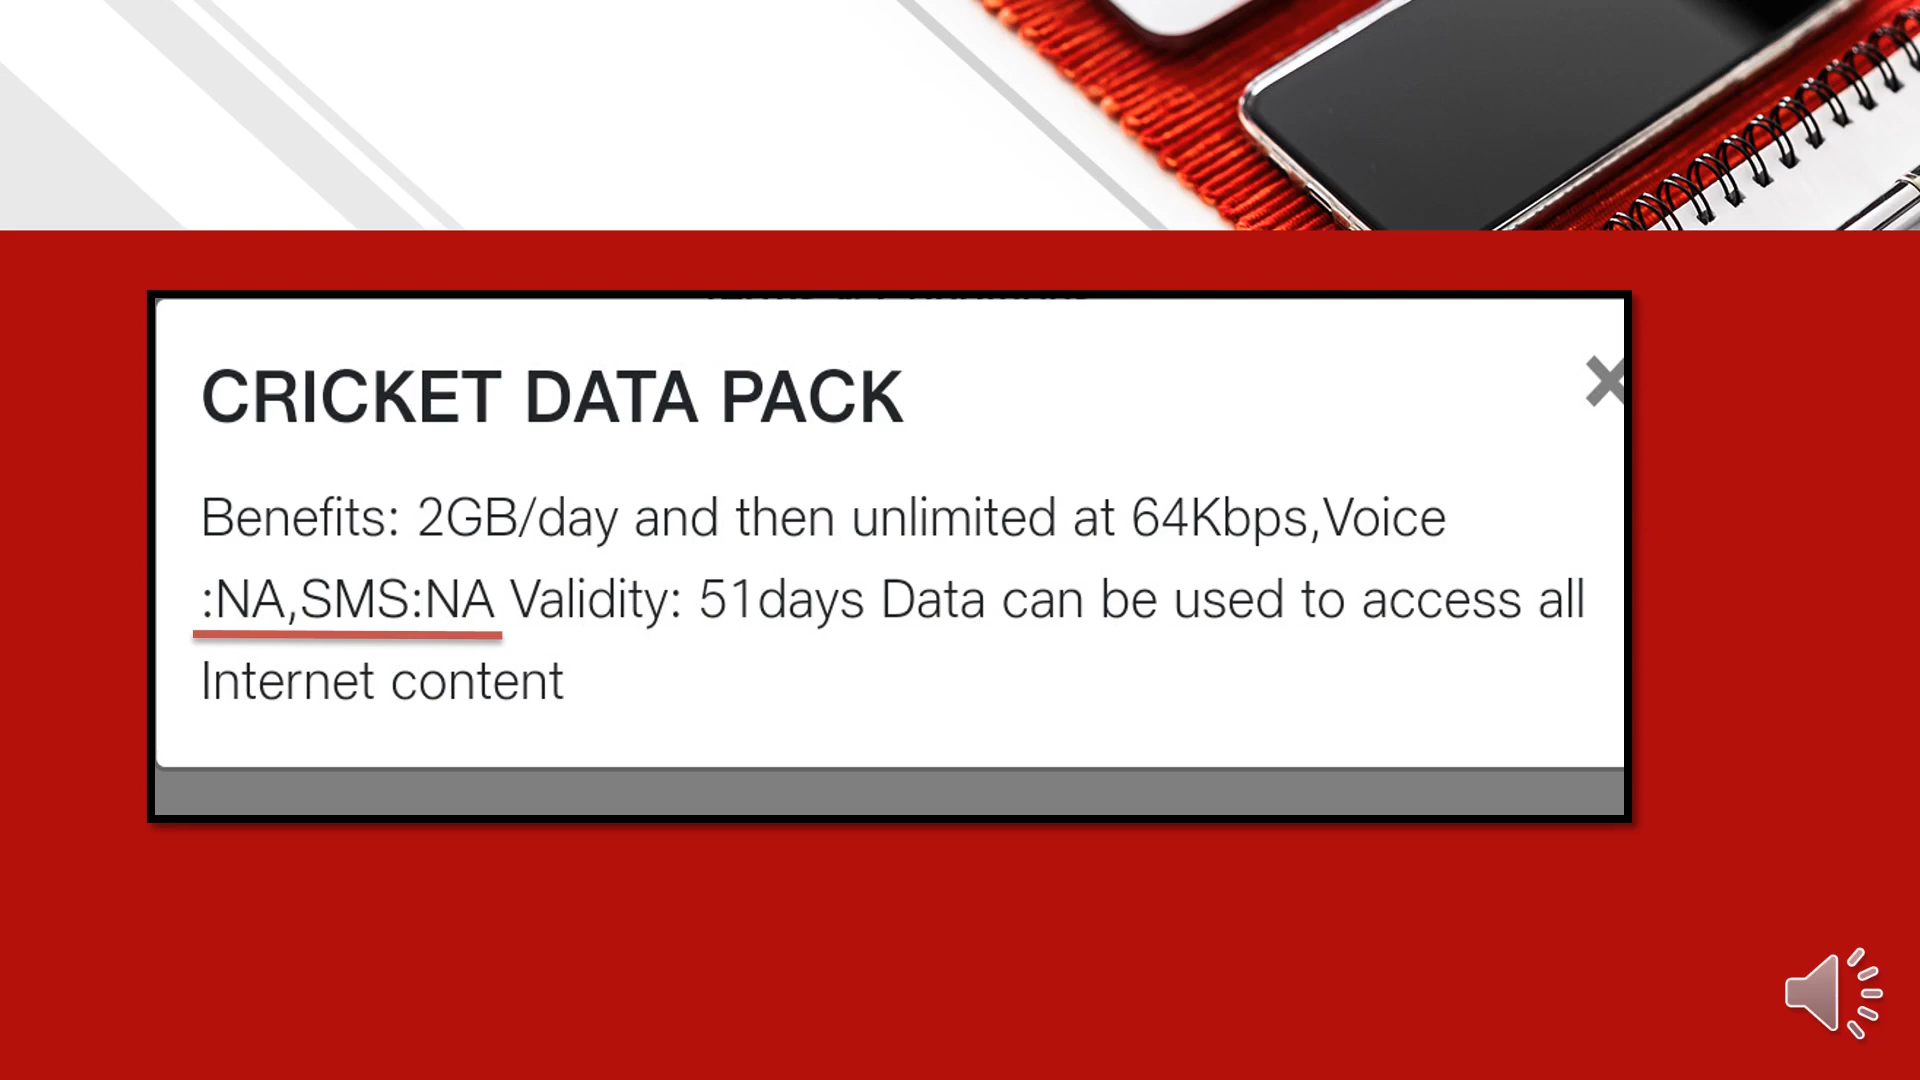 CRICKET DATA PACK
Benefits: 2GB/day and then unlimited at 64Kbps,Voice
:NA,SMS:NA Validity: 51days Data can be used to access all
Internet content